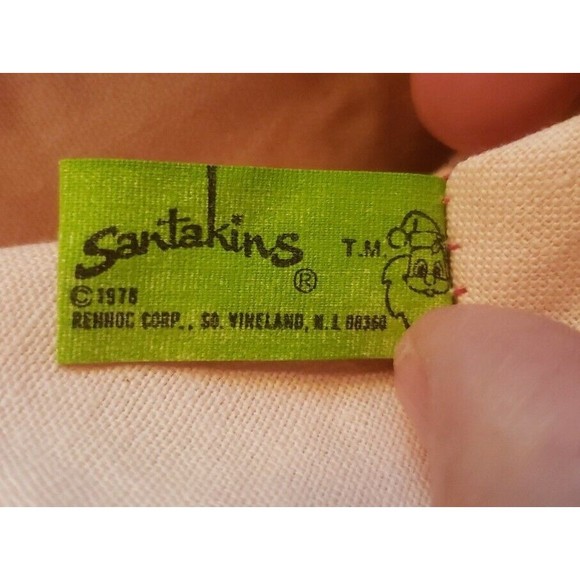 Santakins ® T.M.
© 1978
RENHOC CORP., SO. VINELAND, N.J. 08360